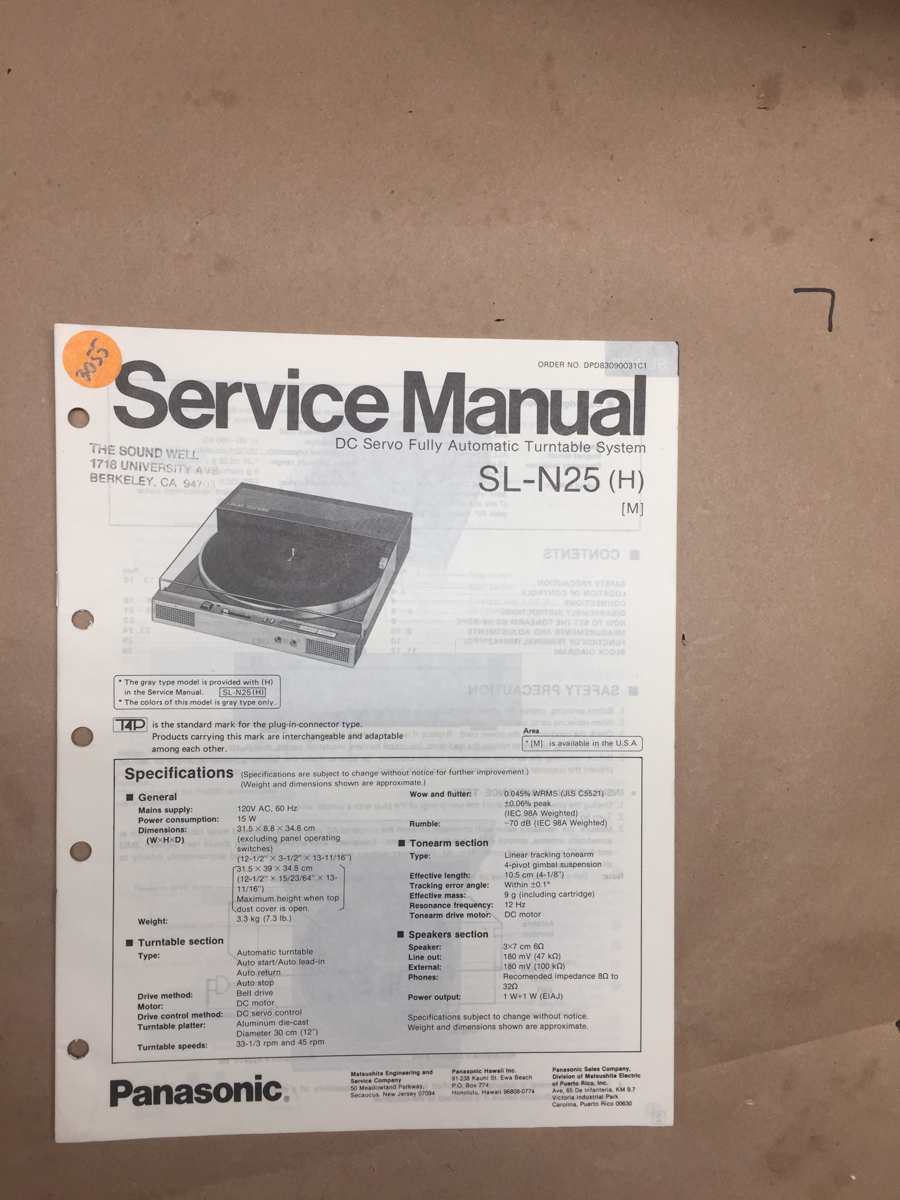 3055
ORDER NO. DPD83090031C1
Service Manual
DC Servo Fully Automatic Turntable System
THE SOUND WELL
1718 UNIVERSITY AVE
BERKELEY, CA 94703
SL-N25 (H)
[M]
* The gray type model is provided with (H)
in the Service Manual. SL-N25(H)
* The colors of this model is gray type only.
T4P is the standard mark for the plug-in-connector type.
Products carrying this mark are interchangeable and adaptable
among each other.
Area
* [M] is available in the U.S.A.
Specifications (Specifications are subject to change without notice for further improvement.)
(Weight and dimensions shown are approximate.)
■ General
Mains supply: 120V AC, 60 Hz
Power consumption: 15 W
Dimensions: 31.5 × 8.8 × 34.8 cm
(W×H×D) (excluding panel operating
switches)
(12-1/2" × 3-1/2" × 13-11/16")
31.5 × 39 × 34.8 cm
(12-1/2" × 15/23/64" × 13-
11/16")
Maximum height when top
dust cover is open.
Weight: 3.3 kg (7.3 lb.)
■ Turntable section
Type: Automatic turntable
Auto start/Auto lead-in
Auto return
Auto stop
Drive method: Belt drive
Motor: DC motor
Drive control method: DC servo control
Turntable platter: Aluminum die-cast
Diameter 30 cm (12")
Turntable speeds: 33-1/3 rpm and 45 rpm
Wow and flutter: 0.045% WRMS (JIS C5521)
±0.06% peak
(IEC 98A Weighted)
Rumble: −70 dB (IEC 98A Weighted)
■ Tonearm section
Type: Linear tracking tonearm
4-pivot gimbal suspension
Effective length: 10.5 cm (4-1/8")
Tracking error angle: Within ±0.1°
Effective mass: 9 g (including cartridge)
Resonance frequency: 12 Hz
Tonearm drive motor: DC motor
■ Speakers section
Speaker: 3×7 cm 6Ω
Line out: 180 mV (47 kΩ)
External: 180 mV (100 kΩ)
Phones: Recomended impedance 8Ω to
32Ω
Power output: 1 W+1 W (EIAJ)
Specifications subject to change without notice.
Weight and dimensions shown are approximate.
Panasonic®
Matsushita Engineering and
Service Company
50 Meadowland Parkway,
Secaucus, New Jersey 07094
Panasonic Hawaii Inc.
91-238 Kauhi St. Ewa Beach
P.O. Box 774
Honolulu, Hawaii 96808-0774
Panasonic Sales Company,
Division of Matsushita Electric
of Puerto Rico, Inc.
Ave, 65 De Infanteria, KM 9.7
Victoria Industrial Park
Carolina, Puerto Rico 00630